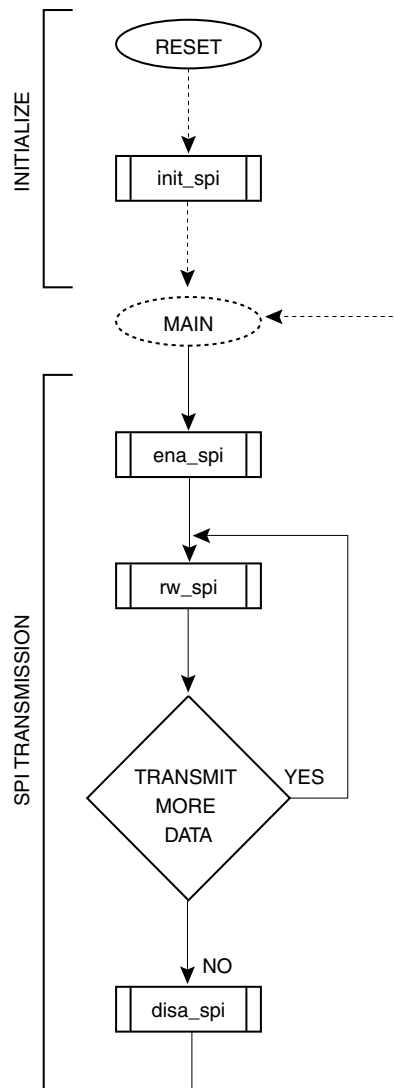 RESET
INITIALIZE
init_spi
MAIN
ena_spi
rw_spi
SPI TRANSMISSION
TRANSMIT
MORE
DATA
YES
NO
disa_spi